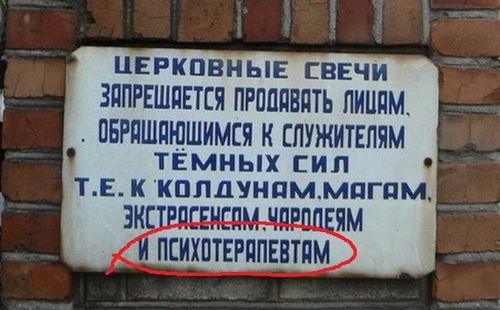 ЦЕРКОВНЫЕ СВЕЧИ
ЗАПРЕЩАЕТСЯ ПРОДАВАТЬ ЛИЦАМ,
ОБРАЩАЮЩИМСЯ К СЛУЖИТЕЛЯМ
ТЁМНЫХ СИЛ
Т.Е. К КОЛДУНАМ, МАГАМ,
ЭКСТРАСЕНСАМ, ЧАРОДЕЯМ
И ПСИХОТЕРАПЕВТАМ